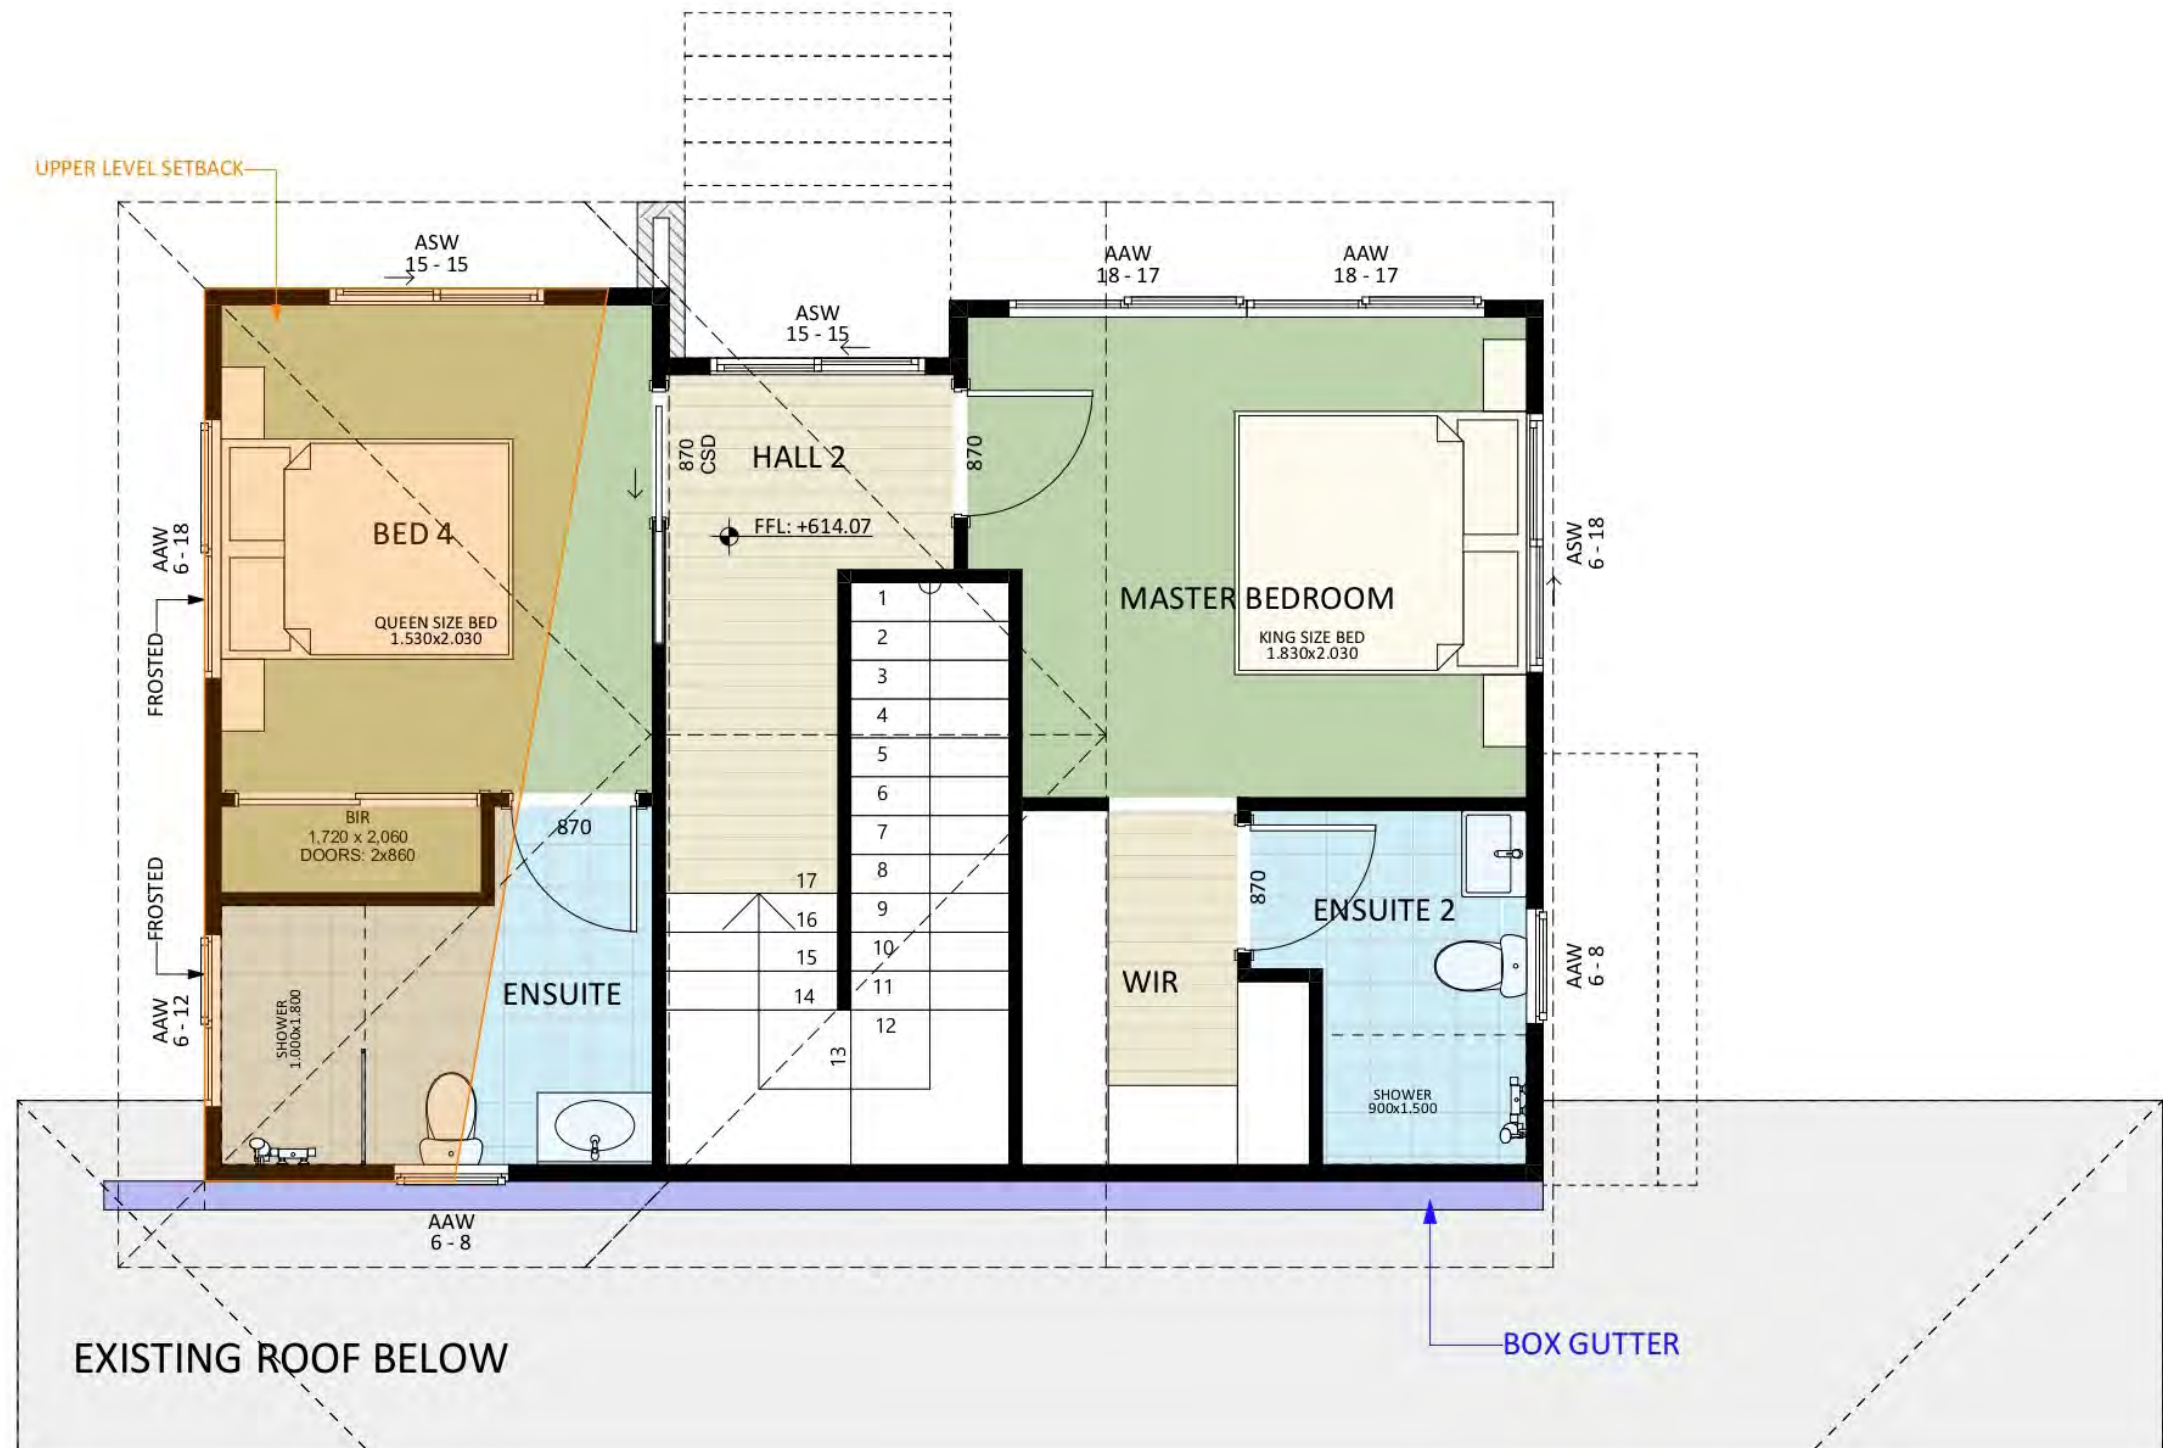 UPPER LEVEL SETBACK
ASW
15 - 15
ASW
15 - 15
AAW
18 - 17
AAW
18 - 17
870
CSD
HALL 2
870
FFL: +614.07
BED 4
QUEEN SIZE BED
1.530x2.030
AAW
6 - 18
FROSTED
MASTER BEDROOM
KING SIZE BED
1.830x2.030
ASW
6 - 18
1
2
3
4
5
6
7
8
9
10
11
12
13
14
15
16
17
BIR
1,720 x 2,060
DOORS: 2x860
870
FROSTED
AAW
6 - 12
SHOWER
1.000x1.800
ENSUITE
WIR
870
ENSUITE 2
AAW
6 - 8
SHOWER
900x1.500
AAW
6 - 8
EXISTING ROOF BELOW
BOX GUTTER